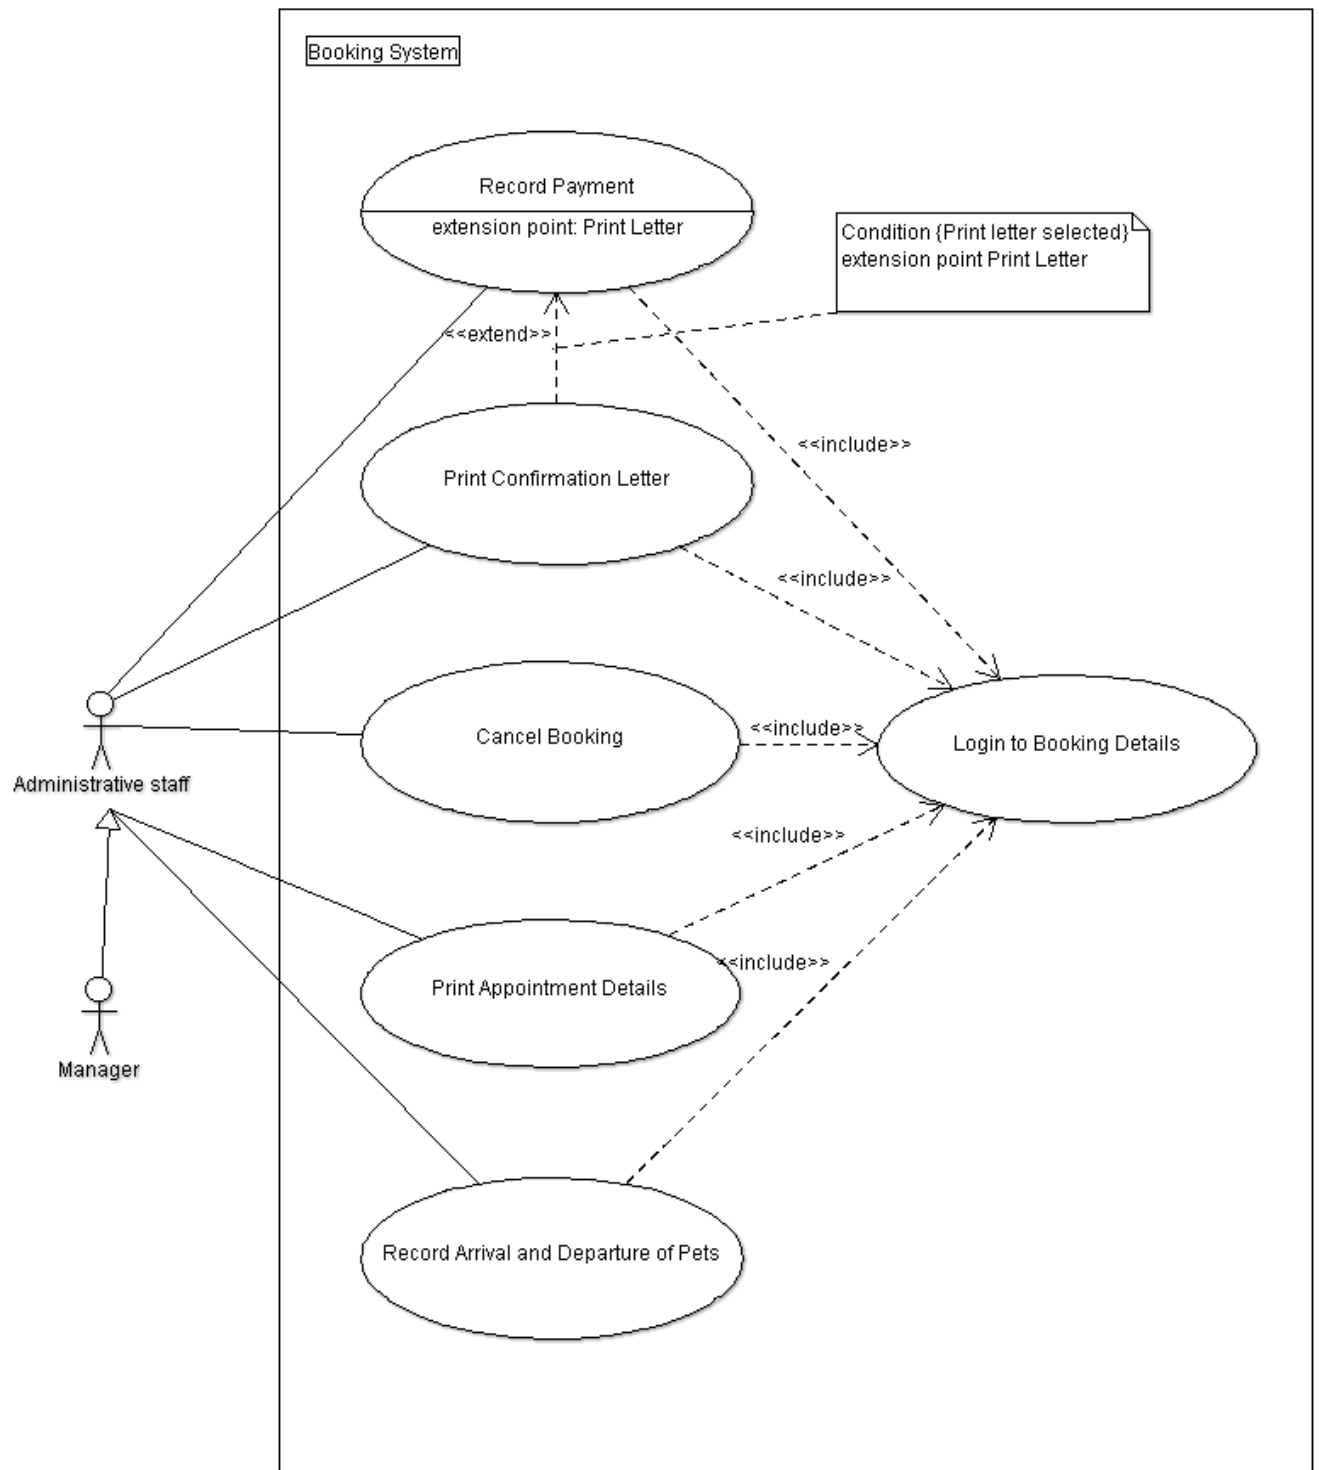 Booking System
Record Payment
extension point: Print Letter
Condition {Print letter selected}
extension point Print Letter
<<extend>>
<<include>>
Print Confirmation Letter
<<include>>
Administrative staff
Cancel Booking
<<include>>
Login to Booking Details
<<include>>
Print Appointment Details
<<include>>
Manager
Record Arrival and Departure of Pets